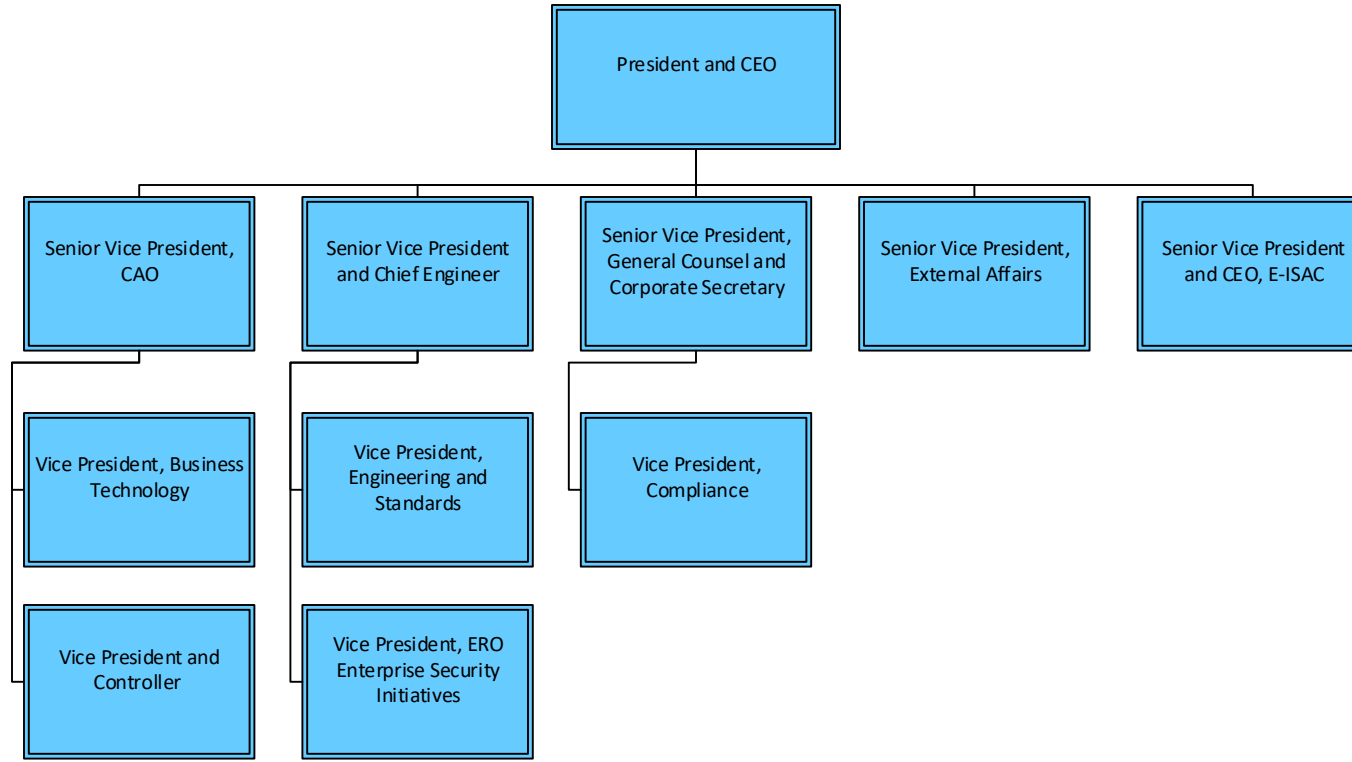 President and CEO
Senior Vice President,
CAO
Senior Vice President
and Chief Engineer
Senior Vice President,
General Counsel and
Corporate Secretary
Senior Vice President,
External Affairs
Senior Vice President
and CEO, E-ISAC
Vice President, Business
Technology
Vice President,
Engineering and
Standards
Vice President,
Compliance
Vice President and
Controller
Vice President, ERO
Enterprise Security
Initiatives